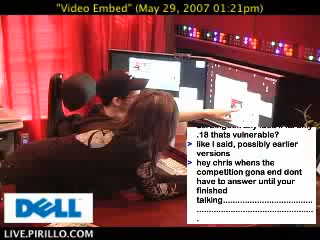 "Video Embed" (May 29, 2007 01:21pm)
.18 thats vulnerable?
> like I said, possibly earlier
versions
> hey chris whens the
competition gona end dont
have to answer until your
finished
talking......................................
..................................................
.
DELL
LIVE.PIRILLO.COM